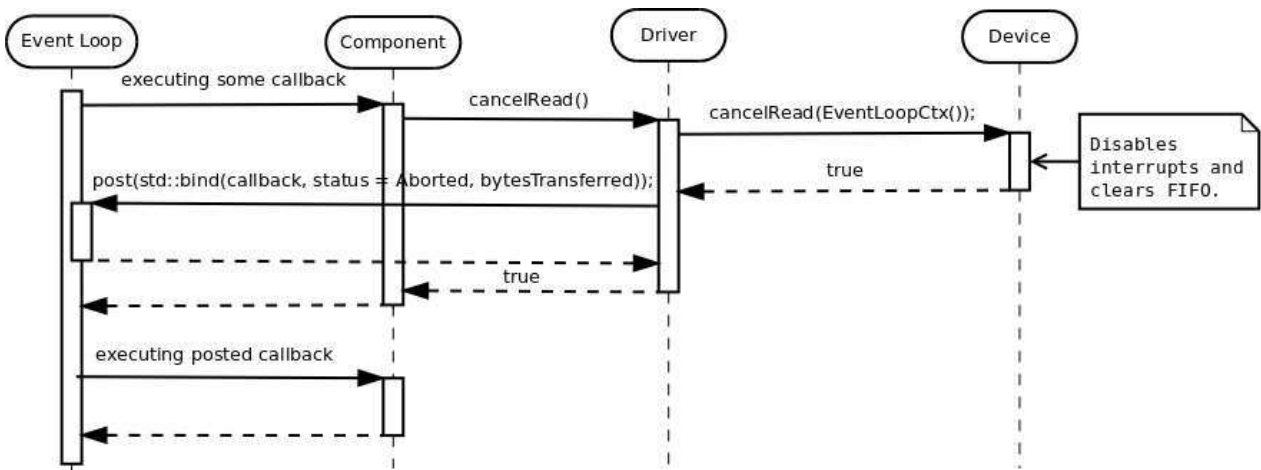 Event Loop
Component
Driver
Device
executing some callback
cancelRead()
cancelRead(EventLoopCtx());
Disables
interrupts and
clears FIFO.
true
post(std::bind(callback, status = Aborted, bytesTransferred));
true
executing posted callback